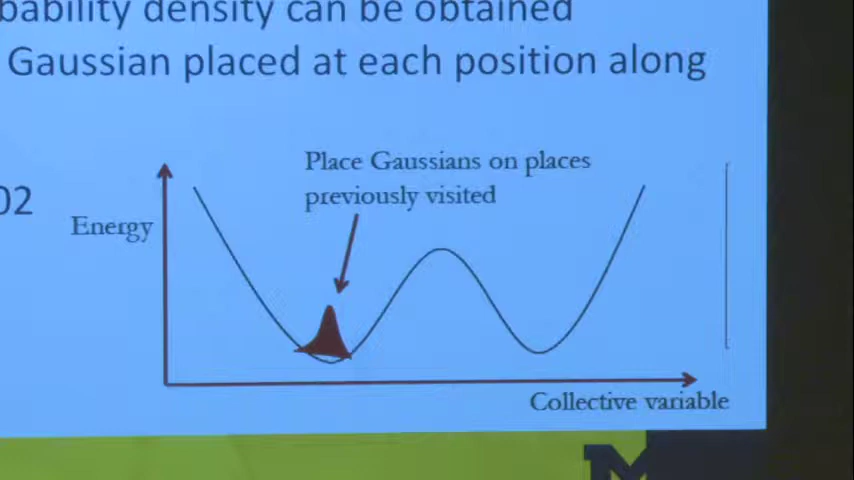 bability density can be obtained
Gaussian placed at each position along
Place Gaussians on places
previously visited
02
Energy
Collective variable
M